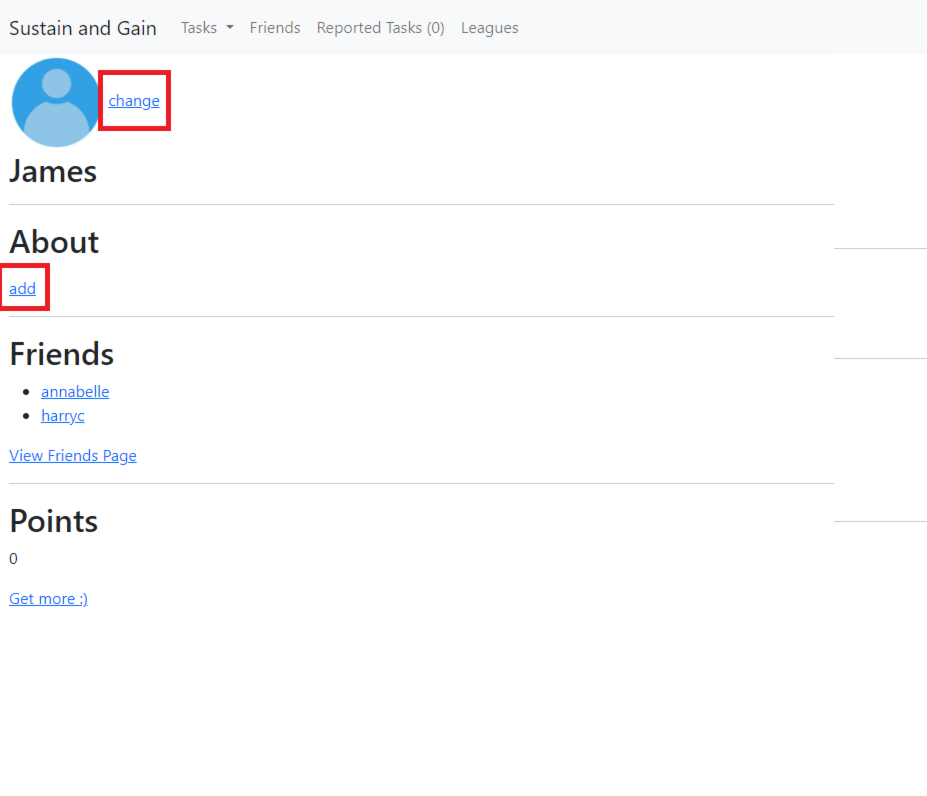 Sustain and Gain Tasks Friends Reported Tasks (0) Leagues
change
James
About
add
Friends
annabelle
harryc
View Friends Page
Points
0
Get more :)